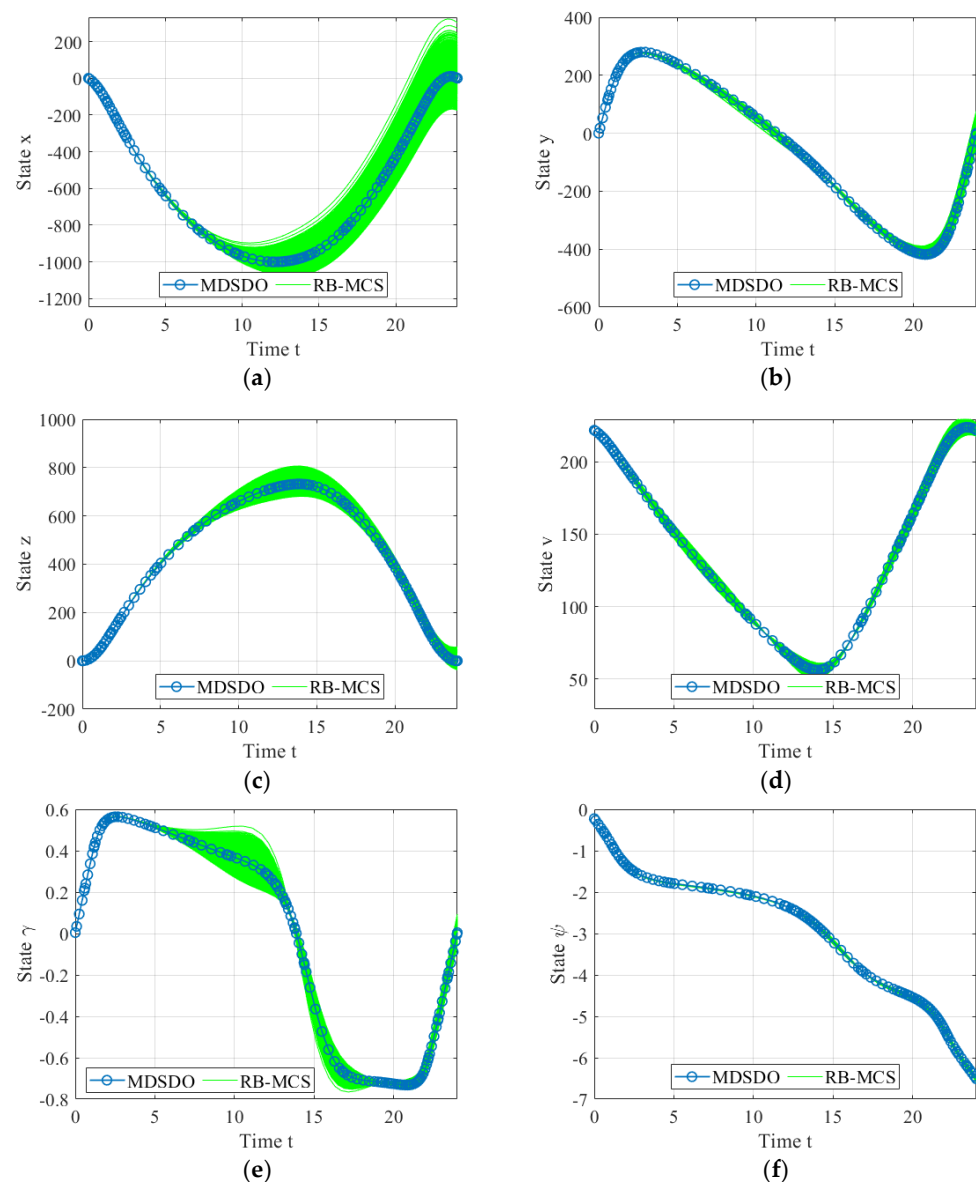 200
0
-200
-400
-600
-800
-1000
-1200
State x
MDSDO RB-MCS
0 5 10 15 20
Time t
(a)
400
200
0
-200
-400
-600
State y
MDSDO RB-MCS
0 5 10 15 20
Time t
(b)
1000
800
600
400
200
0
-200
State z
MDSDO RB-MCS
0 5 10 15 20
Time t
(c)
200
150
100
50
State v
MDSDO RB-MCS
0 5 10 15 20
Time t
(d)
0.6
0.4
0.2
0
-0.2
-0.4
-0.6
-0.8
State γ
MDSDO RB-MCS
0 5 10 15 20
Time t
(e)
0
-1
-2
-3
-4
-5
-6
-7
State ψ
MDSDO RB-MCS
0 5 10 15 20
Time t
(f)